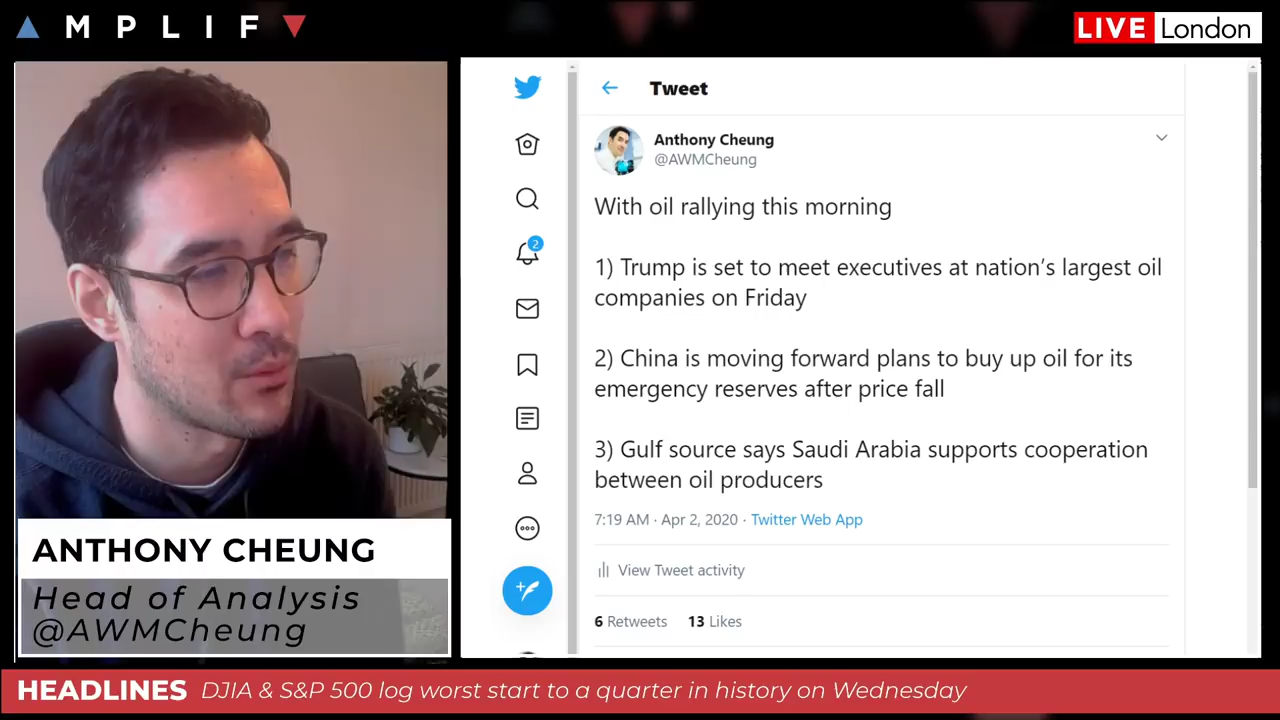 AMPLIFY
LIVE London
Tweet
Anthony Cheung
@AWMCheung
With oil rallying this morning
1) Trump is set to meet executives at nation's largest oil
companies on Friday
2) China is moving forward plans to buy up oil for its
emergency reserves after price fall
3) Gulf source says Saudi Arabia supports cooperation
between oil producers
7:19 AM · Apr 2, 2020 · Twitter Web App
View Tweet activity
6 Retweets 13 Likes
2
ANTHONY CHEUNG
Head of Analysis
@AWMCheung
HEADLINES DJIA & S&P 500 log worst start to a quarter in history on Wednesday